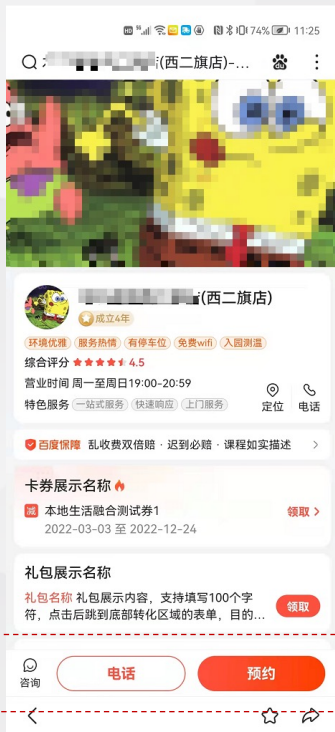 HD 5G 74% 11:25
(西二旗店)-...
(西二旗店)
成立4年
环境优雅 服务热情 有停车位 免费wifi 入园测温
综合评分 4.5
营业时间 周一至周日19:00-20:59
特色服务 一站式服务 快速响应 上门服务
定位 电话
百度保障 乱收费双倍赔 · 迟到必赔 · 课程如实描述
卡券展示名称
减 本地生活融合测试券1
领取
2022-03-03 至 2022-12-24
礼包展示名称
礼包名称 礼包展示内容，支持填写100个字
符，点击后跳到底部转化区域的表单，目的...
领取
咨询
电话
预约